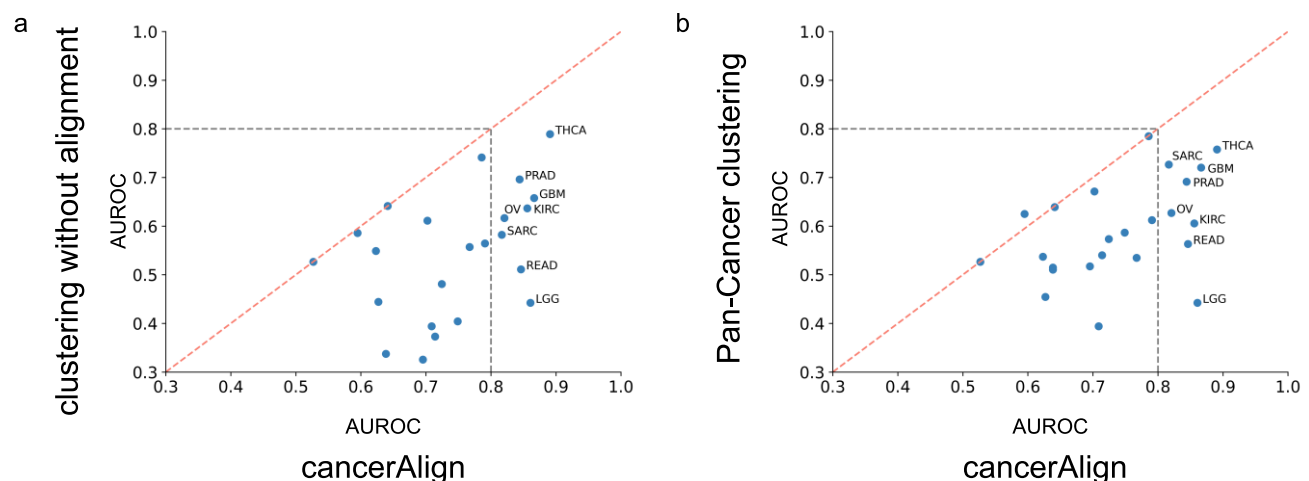 a
clustering without alignment
AUROC
1.0
0.9
0.8
0.7
0.6
0.5
0.4
0.3
THCA
PRAD
GBM
OV KIRC
SARC
READ
LGG
0.3 0.4 0.5 0.6 0.7 0.8 0.9 1.0
AUROC
cancerAlign
b
Pan-Cancer clustering
AUROC
1.0
0.9
0.8
0.7
0.6
0.5
0.4
0.3
THCA
SARC
GBM
PRAD
OV
KIRC
READ
LGG
0.3 0.4 0.5 0.6 0.7 0.8 0.9 1.0
AUROC
cancerAlign